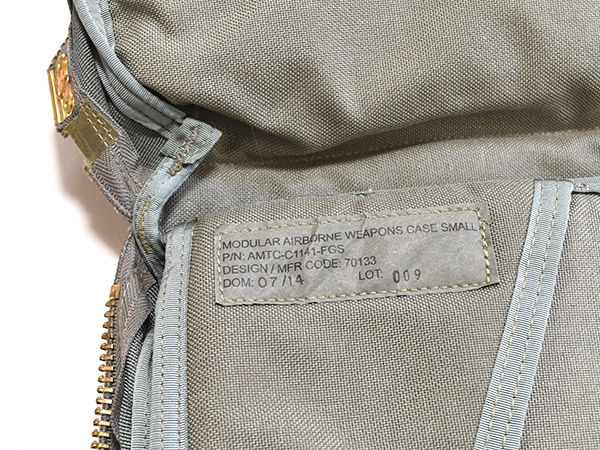 MODULAR AIRBORNE WEAPONS CASE SMALL
P/N: AMTC-C1141-FGS
DESIGN / MFR CODE: 70133
DOM: 07/14 LOT: 009